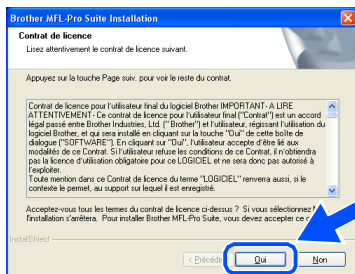 Brother MFL-Pro Suite Installation
Contrat de licence
Lisez attentivement le contrat de licence suivant.
Appuyez sur la touche Page suiv. pour voir le reste du contrat.
Contrat de licence pour l'utilisateur final du logiciel Brother IMPORTANT - A LIRE
ATTENTIVEMENT- Ce contrat de licence pour l'utilisateur final ("Contrat") est un accord
légal passé entre Brother Industries, Ltd. (" Brother") et l'utilisateur, régissant l'utilisation du
logiciel Brother, et qui sera installé en cliquant sur la touche "Oui" de cette boîte de
dialogue ("SOFTWARE"). En cliquant sur "Oui", l'utilisateur accepte d'être lié aux
modalités de ce Contrat. Si l'utilisateur refuse les conditions de ce Contrat, il n'obtiendra
pas la licence d'utilisation obligatoire pour ce LOGICIEL et ne sera donc pas autorisé à
l'exploiter.
Toute mention dans ce Contrat de licence du terme "LOGICIEL" renverra aussi, si le
contexte le permet, au support sur lequel il est enregistré.
Acceptez-vous tous les termes du contrat de licence ci-dessus ? Si vous sélectionnez
l'installation s'arrêtera. Pour installer Brother MFL-Pro Suite, vous devez accepter ce
InstallShield
< Précéde Oui Non